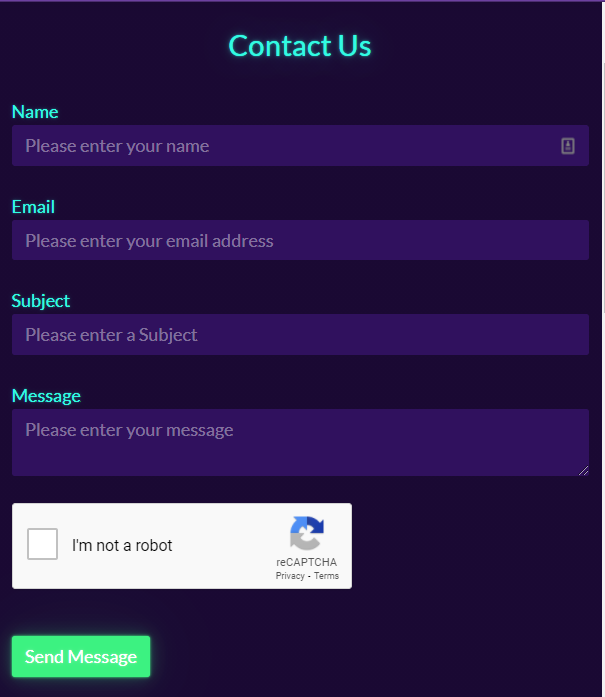 Contact Us
Name
Please enter your name
Email
Please enter your email address
Subject
Please enter a Subject
Message
Please enter your message
I'm not a robot
reCAPTCHA
Privacy - Terms
Send Message